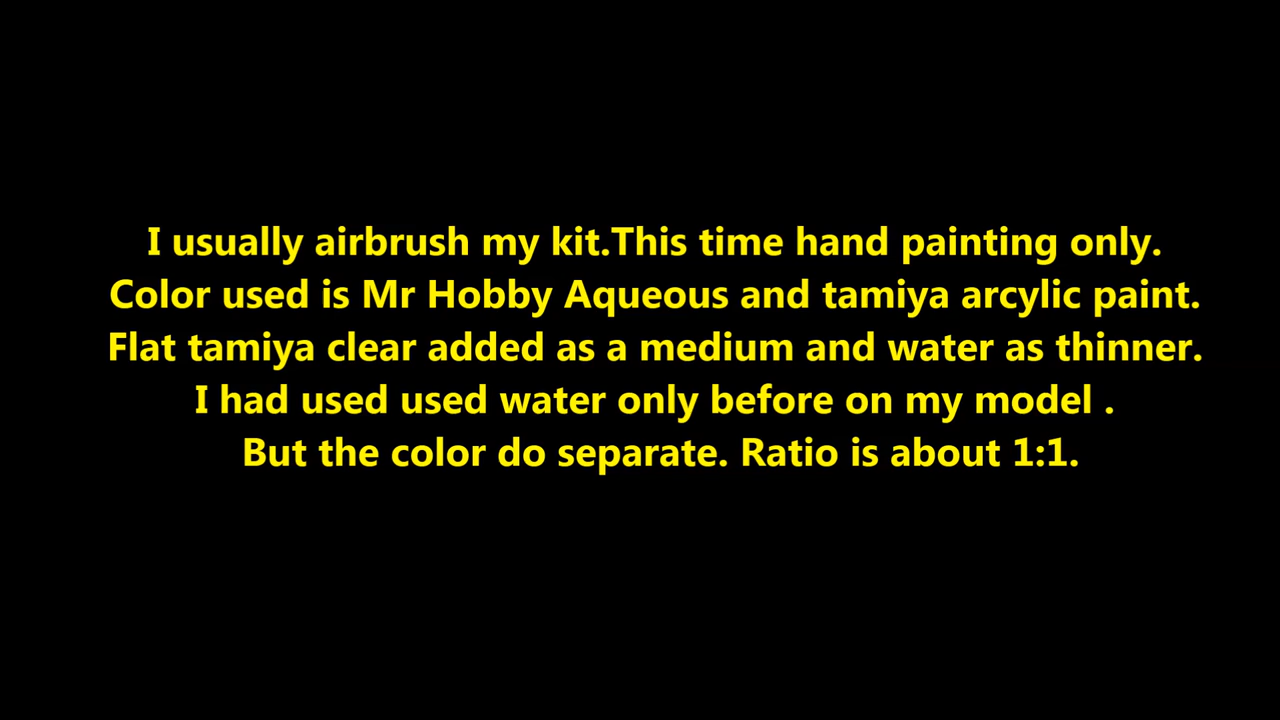 I usually airbrush my kit.This time hand painting only.
Color used is Mr Hobby Aqueous and tamiya arcylic paint.
Flat tamiya clear added as a medium and water as thinner.
I had used used water only before on my model .
But the color do separate. Ratio is about 1:1.